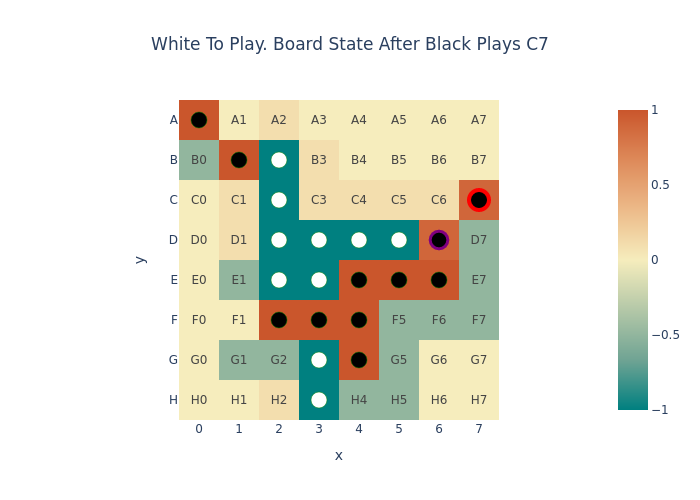 White To Play. Board State After Black Plays C7
A A1 A2 A3 A4 A5 A6 A7 1
B B0 B3 B4 B5 B6 B7
C C0 C1 C3 C4 C5 C6 0.5
D D0 D1 D7
y 0
E E0 E1 E7
F F0 F1 F5 F6 F7 −0.5
G G0 G1 G2 G5 G6 G7
H H0 H1 H2 H4 H5 H6 H7 −1
0 1 2 3 4 5 6 7
x